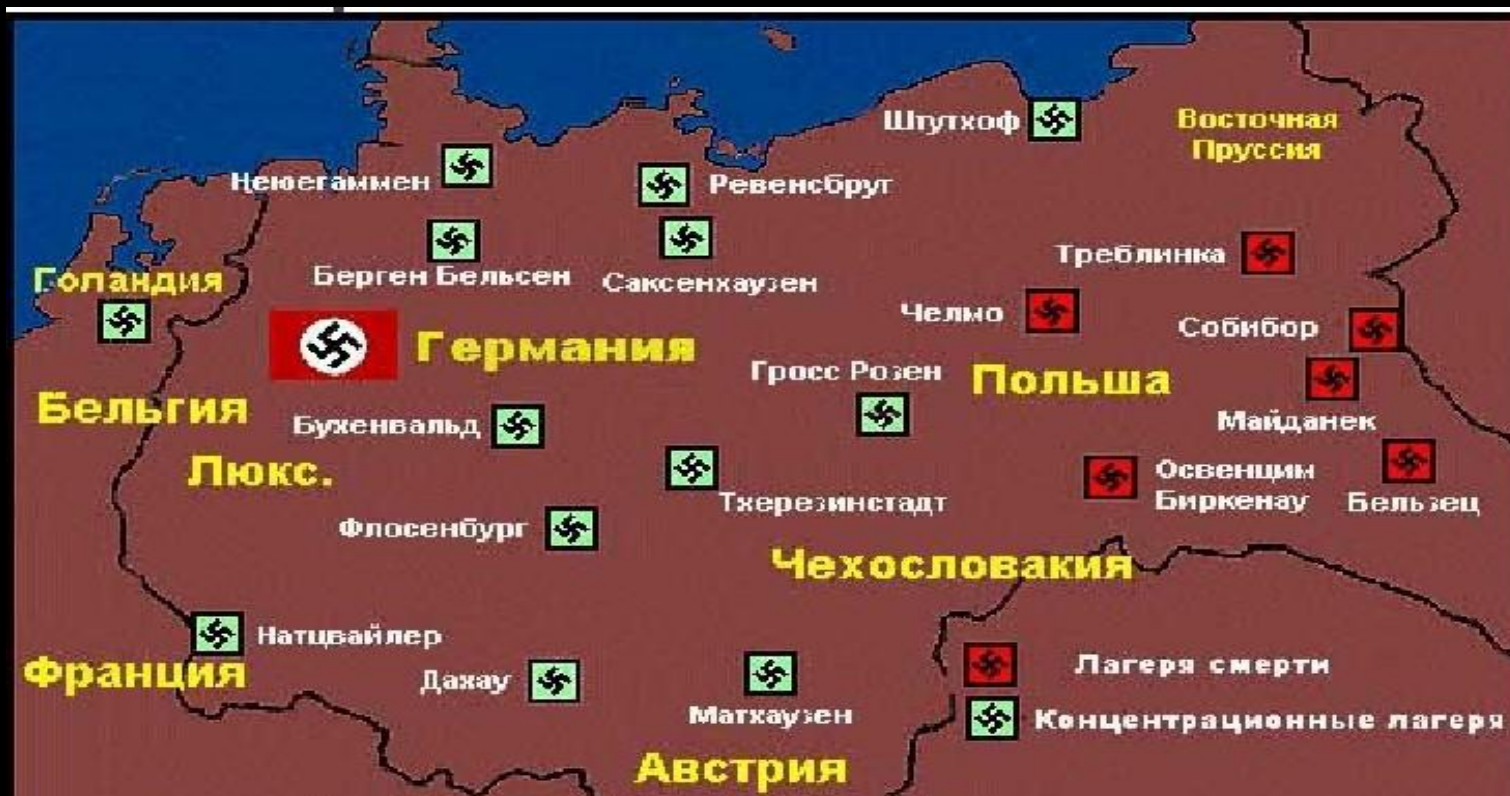 Штутхоф
Восточная
Пруссия
Неюегаммен
Ревенсбрут
Берген Бельсен
Саксенхаузен
Треблинка
Голандия
Челмо
Собибор
Германия
Гросс Розен
Польша
Бельгия
Бухенвальд
Майданек
Люкс.
Освенцим
Биркенау
Бельзец
Тхерезинстадт
Флосенбург
Чехословакия
Натцвайлер
Франция
Дахау
Матхаузен
Лагеря смерти
Концентрационные лагеря
Австрия